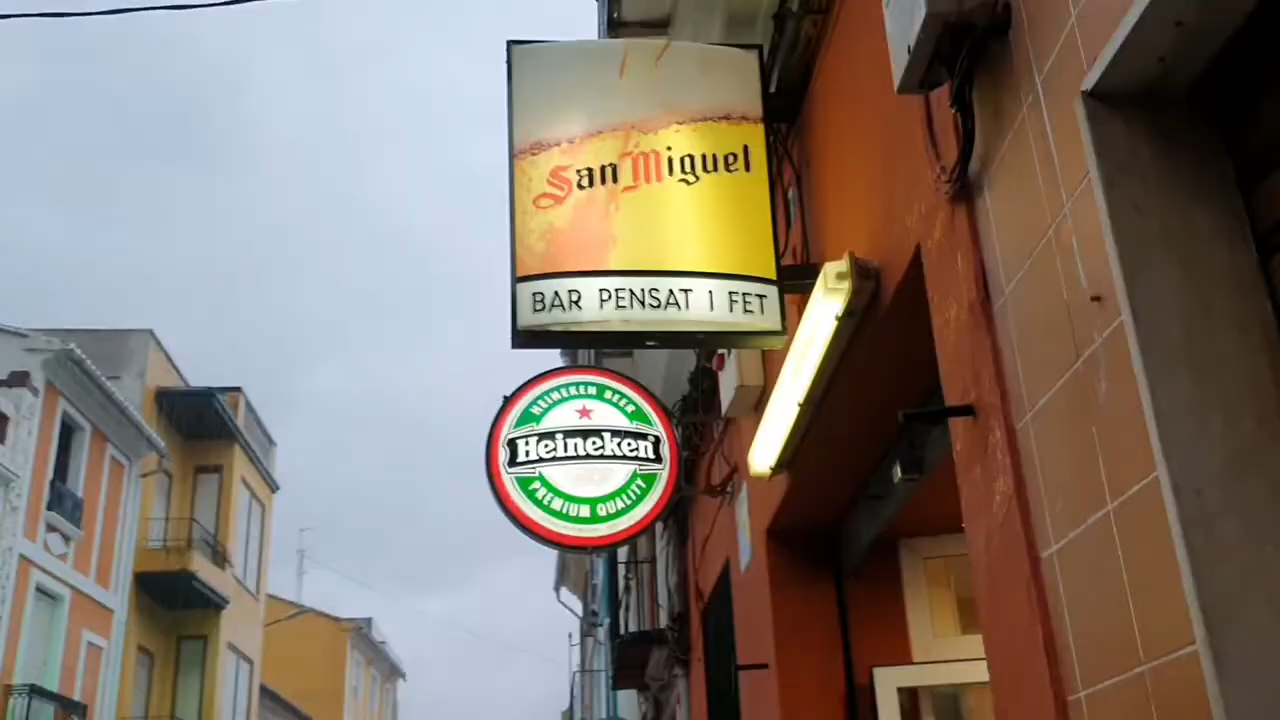 San Miguel
BAR PENSAT I FET
HEINEKEN BEER
Heineken
PREMIUM QUALITY